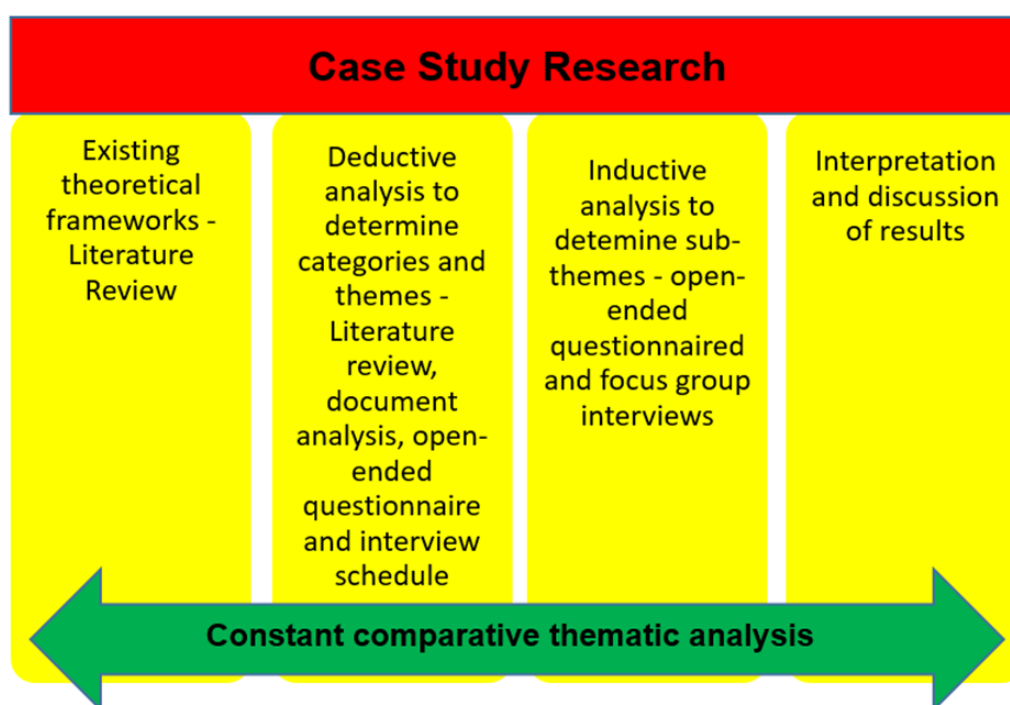 Case Study Research
Existing
theoretical
frameworks -
Literature
Review
Deductive
analysis to
determine
categories and
themes -
Literature
review,
document
analysis, open-
ended
questionnaire
and interview
schedule
Inductive
analysis to
detemine sub-
themes - open-
ended
questionnaired
and focus group
interviews
Interpretation
and discussion
of results
Constant comparative thematic analysis